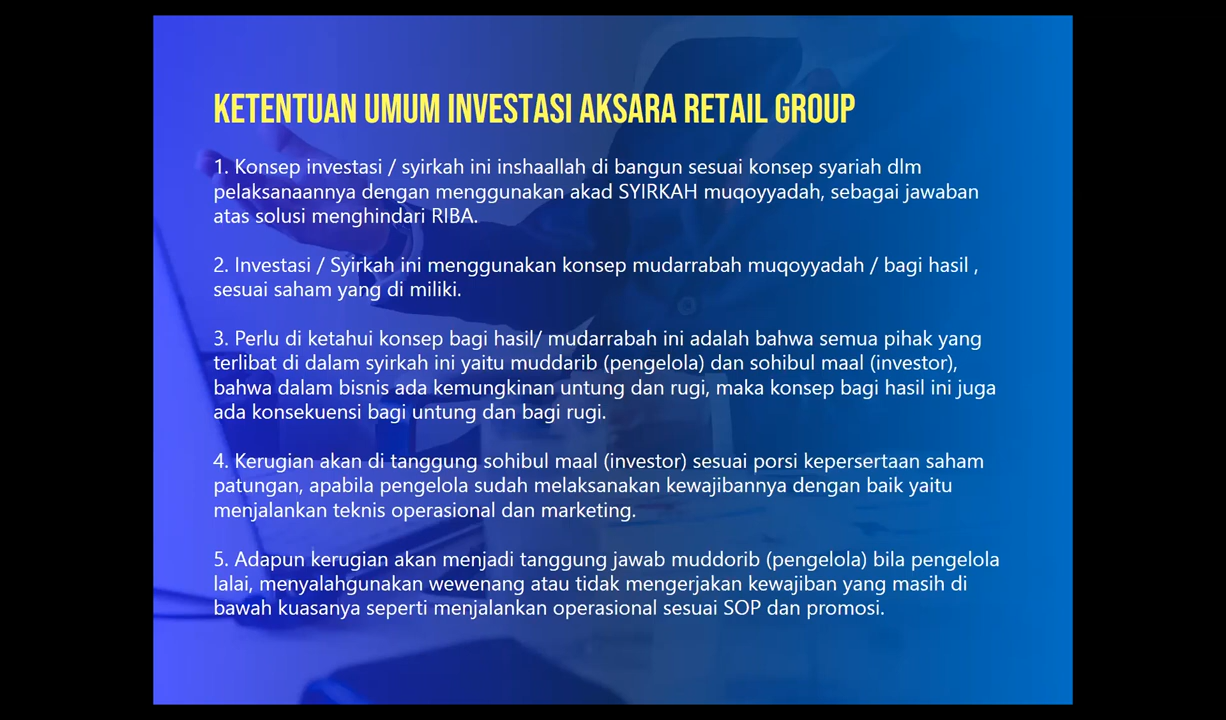 KETENTUAN UMUM INVESTASI AKSARA RETAIL GROUP
1. Konsep investasi / syirkah ini inshaallah di bangun sesuai konsep syariah dlm
pelaksanaannya dengan menggunakan akad SYIRKAH muqoyyadah, sebagai jawaban
atas solusi menghindari RIBA.
2. Investasi / Syirkah ini menggunakan konsep mudarrabah muqoyyadah / bagi hasil ,
sesuai saham yang di miliki.
3. Perlu di ketahui konsep bagi hasil/ mudarrabah ini adalah bahwa semua pihak yang
terlibat di dalam syirkah ini yaitu muddarib (pengelola) dan sohibul maal (investor),
bahwa dalam bisnis ada kemungkinan untung dan rugi, maka konsep bagi hasil ini juga
ada konsekuensi bagi untung dan bagi rugi.
4. Kerugian akan di tanggung sohibul maal (investor) sesuai porsi kepersertaan saham
patungan, apabila pengelola sudah melaksanakan kewajibannya dengan baik yaitu
menjalankan teknis operasional dan marketing.
5. Adapun kerugian akan menjadi tanggung jawab muddorib (pengelola) bila pengelola
lalai, menyalahgunakan wewenang atau tidak mengerjakan kewajiban yang masih di
bawah kuasanya seperti menjalankan operasional sesuai SOP dan promosi.